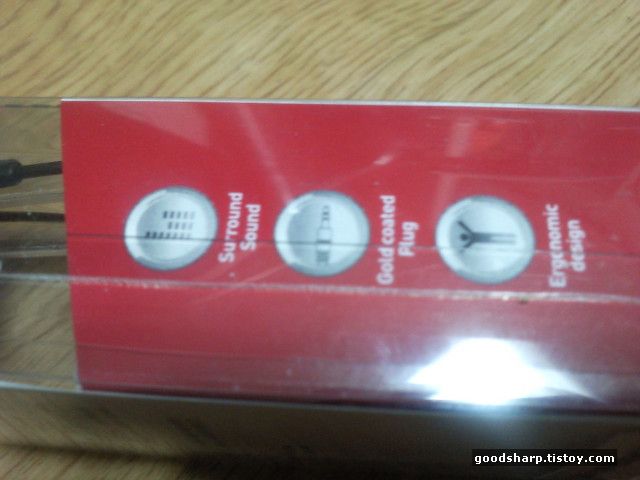 Surround
Sound
Gold coated
Plug
Ergonomic
design
goodsharp.tistoy.com